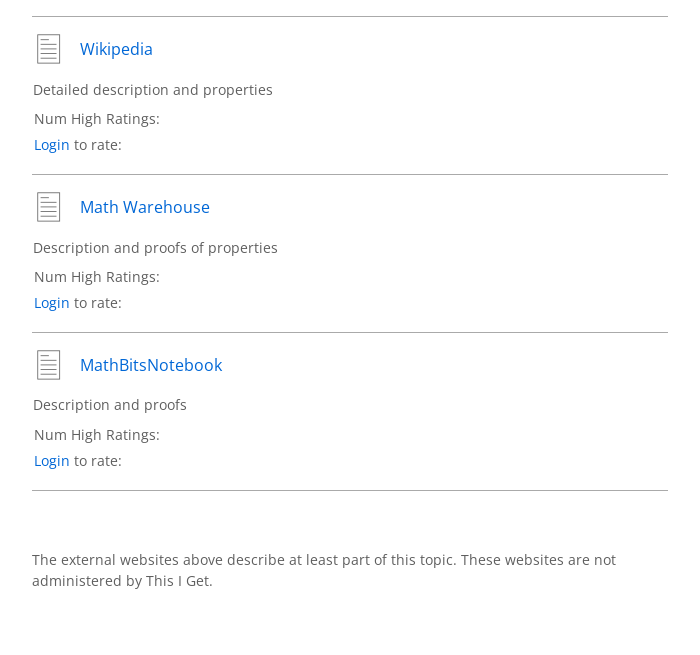 Wikipedia
Detailed description and properties
Num High Ratings:
Login to rate:
Math Warehouse
Description and proofs of properties
Num High Ratings:
Login to rate:
MathBitsNotebook
Description and proofs
Num High Ratings:
Login to rate:
The external websites above describe at least part of this topic. These websites are not
administered by This I Get.